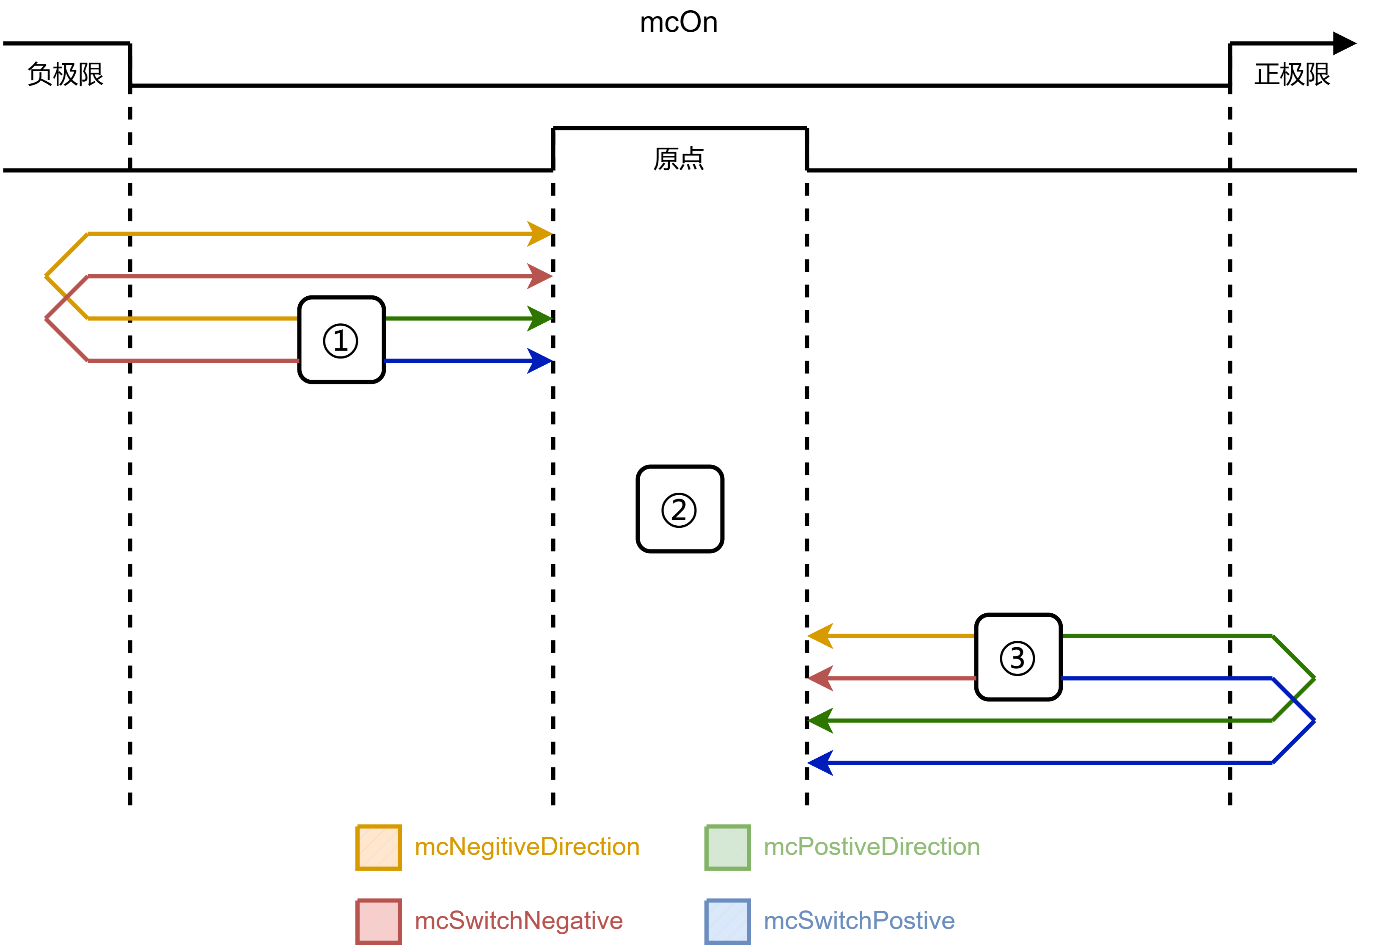 mcOn
负极限
正极限
原点
①
②
③
mcNegitiveDirection
mcPostiveDirection
mcSwitchNegative
mcSwitchPostive